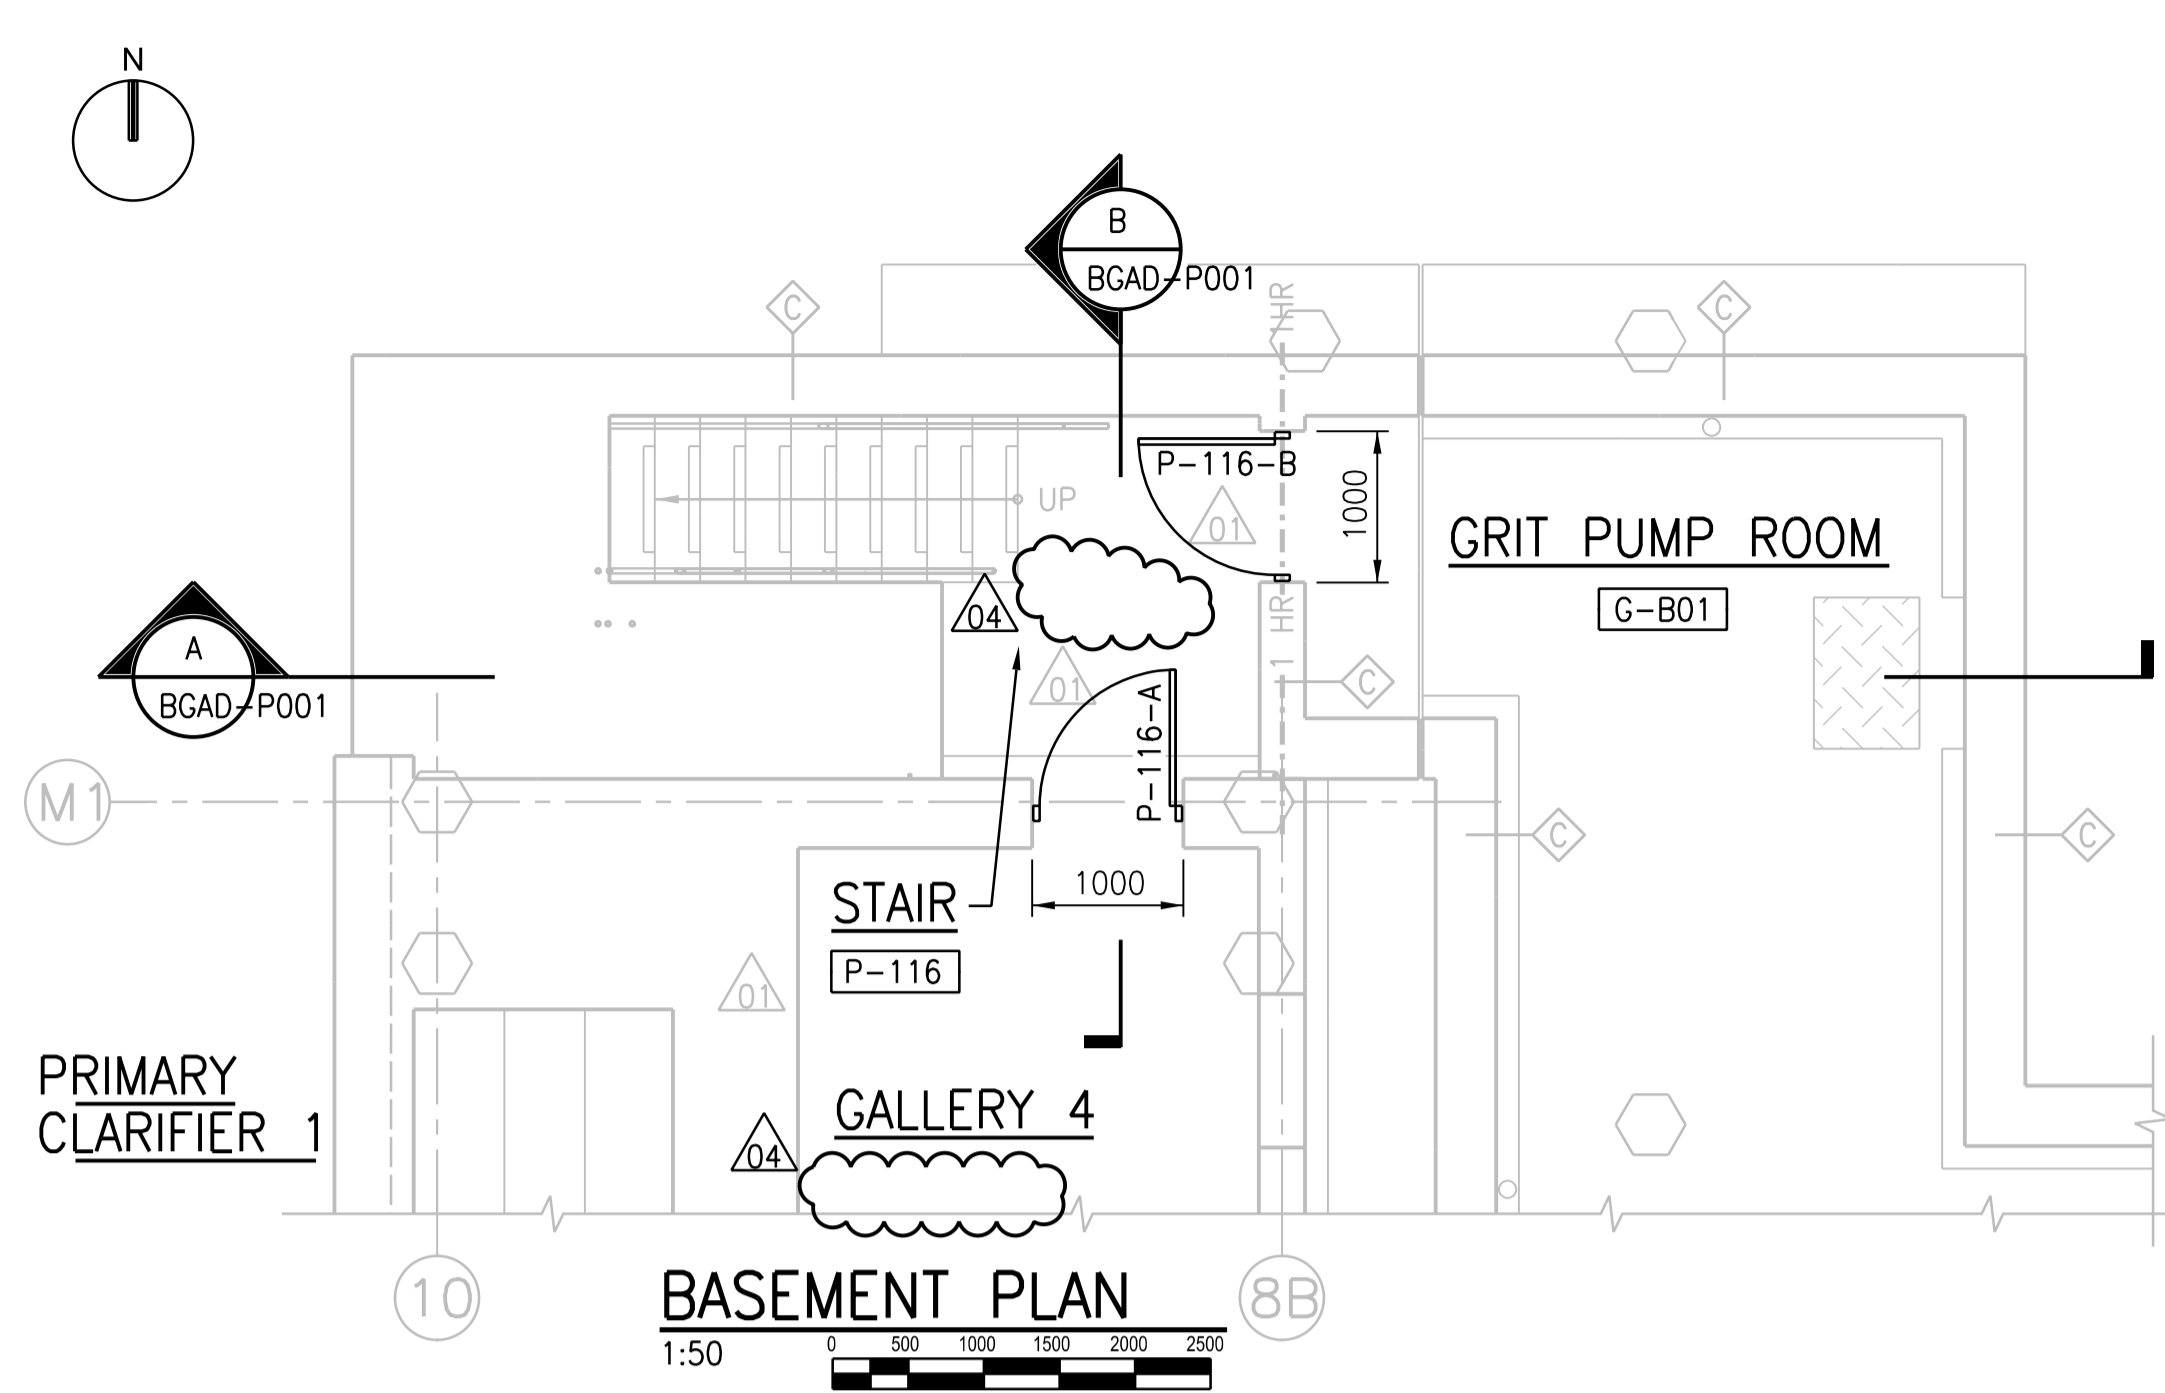 N
B
BGAD-P001
1HR
C
C
P-116-B
UP
01
1000
GRIT PUMP ROOM
G-B01
04
1 HR
A
BGAD-P001
01
C
P-116-A
M1
C
C
STAIR
1000
P-116
01
PRIMARY
CLARIFIER 1
GALLERY 4
04
10
8B
BASEMENT PLAN
1:50
0 500 1000 1500 2000 2500